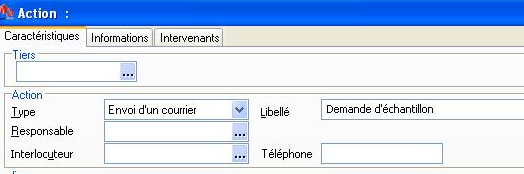 Action :
Caractéristiques Informations Intervenants
Tiers
...
Action
Type Envoi d'un courrier Libellé Demande d'échantillon
Responsable ...
Interlocuteur ... Téléphone